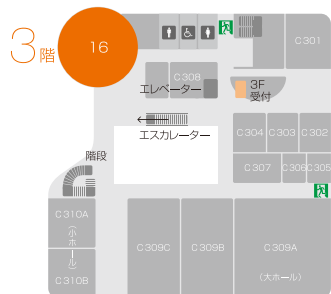 3階
16
C301
C308
エレベーター
3F
受付
エスカレーター
C304
C303
C302
C307
C306
C305
階段
C310A
(小ホール)
C310B
C309C
C309B
C309A
(大ホール)